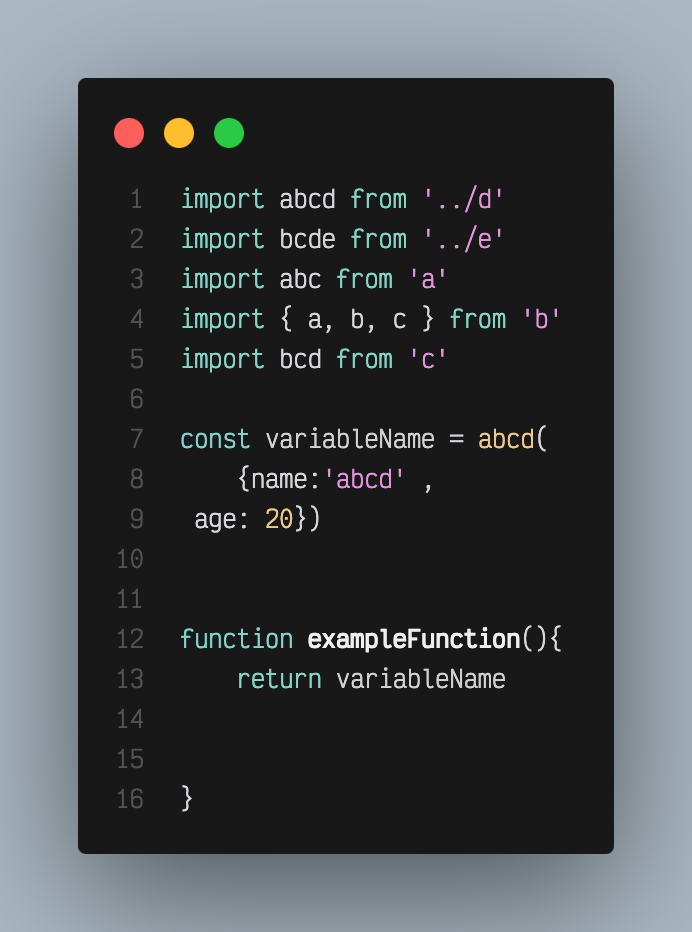 1 import abcd from '../d'
2 import bcde from '../e'
3 import abc from 'a'
4 import { a, b, c } from 'b'
5 import bcd from 'c'
6
7 const variableName = abcd(
8     {name:'abcd' ,
9  age: 20})
10
11
12 function exampleFunction(){
13     return variableName
14
15
16 }